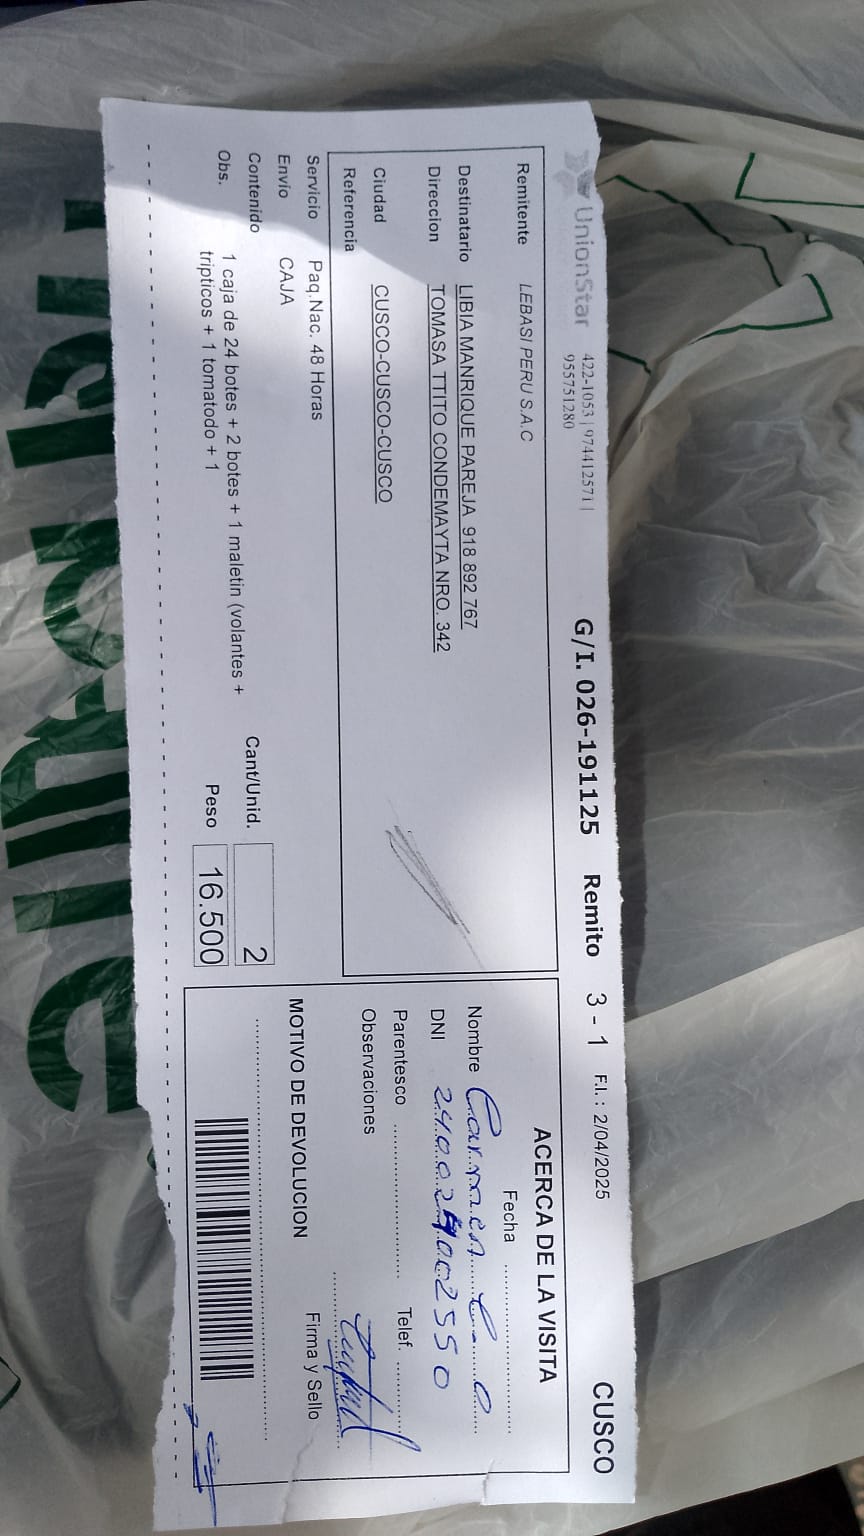 UnionStar 422-1053 | 974412571 | G/I. 026-191125 Remito 3 - 1 F.I. : 2/04/2025 CUSCO
955751280
Remitente LEBASI PERU S.A.C
Destinatario LIBIA MANRIQUE PAREJA 918 892 767
Direccion TOMASA TTITO CONDEMAYTA NRO. 342
Ciudad CUSCO-CUSCO-CUSCO
Referencia
Servicio Paq.Nac. 48 Horas
Envio CAJA
Contenido 1 caja de 24 botes + 2 botes + 1 maletin (volantes +
Obs. tripticos + 1 tomatodo + 1
Cant/Unid. 2
Peso 16.500
ACERCA DE LA VISITA
Fecha
Nombre Carmen C. O
DNI
Parentesco Telef.
Observaciones
Firma y Sello
MOTIVO DE DEVOLUCION